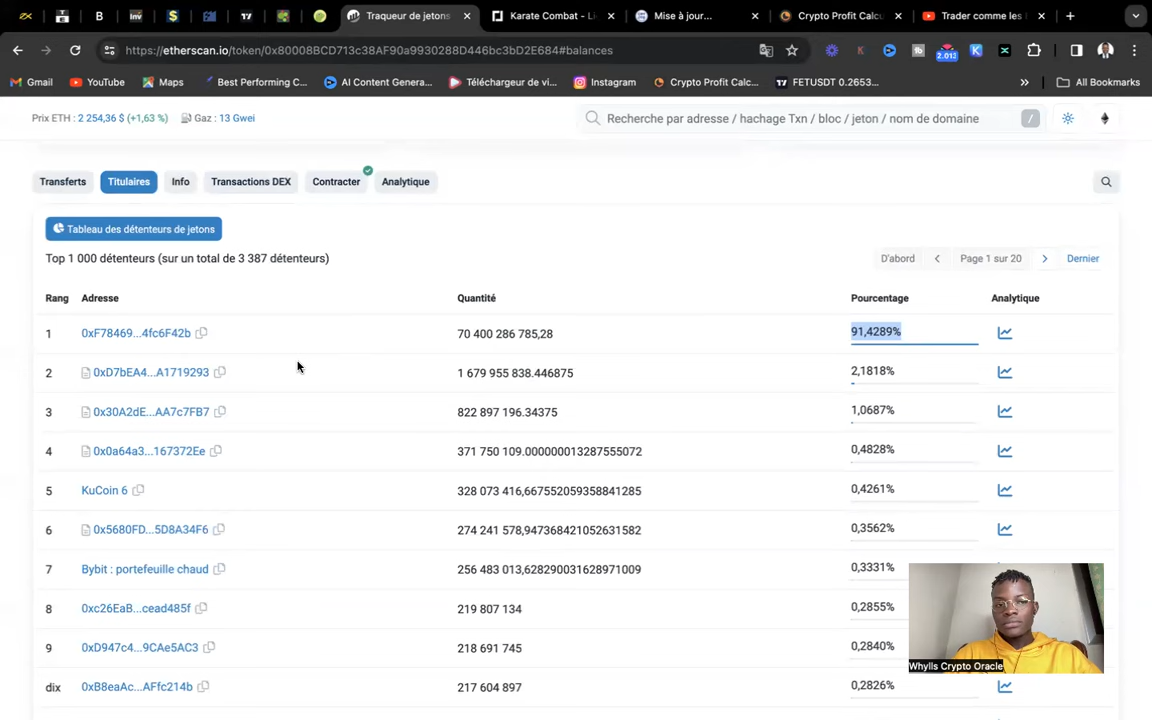 Traqueur de jetons
Karate Combat - Li
Mise à jour...
Crypto Profit Calcu
Trader comme les
https://etherscan.io/token/0x80008BCD713c38AF90a9930288D446bc3bD2E684#balances
2.013
Gmail
YouTube
Maps
Best Performing C...
AI Content Genera...
Téléchargeur de vi...
Instagram
Crypto Profit Calc...
FETUSDT 0.2653...
All Bookmarks
Prix ETH : 2 254,36 $ (+1,63 %)
Gaz : 13 Gwei
Recherche par adresse / hachage Txn / bloc / jeton / nom de domaine /
Transferts Titulaires Info Transactions DEX Contracter Analytique
Tableau des détenteurs de jetons
Top 1 000 détenteurs (sur un total de 3 387 détenteurs)
D'abord Page 1 sur 20 Dernier
Rang Adresse Quantité Pourcentage Analytique
1 0xF78469...4fc6F42b 70 400 286 785,28 91,4289%
2 0xD7bEA4...A1719293 1 679 955 838.446875 2,1818%
3 0x30A2dE...AA7c7FB7 822 897 196.34375 1,0687%
4 0x0a64a3...167372Ee 371 750 109.000000013287555072 0,4828%
5 KuCoin 6 328 073 416,667552059358841285 0,4261%
6 0x5680FD...5D8A34F6 274 241 578,947368421052631582 0,3562%
7 Bybit : portefeuille chaud 256 483 013,628290031628971009 0,3331%
8 0xc26EaB...cead485f 219 807 134 0,2855%
9 0xD947c4...9CAe5AC3 218 691 745 0,2840%
dix 0xB8eaAc...AFfc214b 217 604 897 0,2826%
Whylls Crypto Oracle